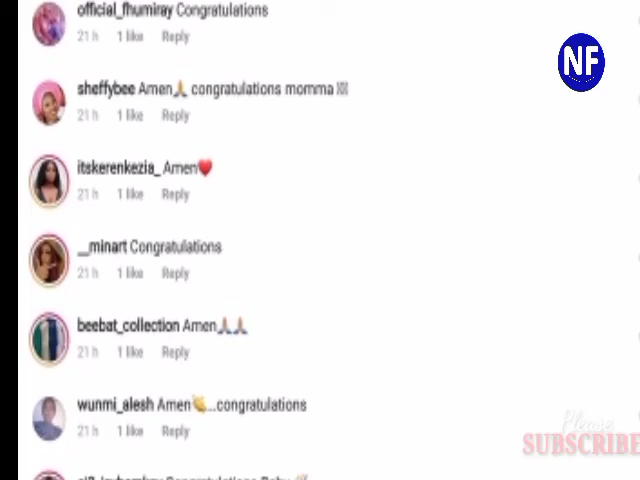 official_fhumiray Congratulations
21 h 1 like Reply
NF
sheffybee Amen🙏 congratulations momma
21 h 1 like Reply
itskerenkezia_ Amen❤️
21 h 1 like Reply
__minart Congratulations
21 h 1 like Reply
beebat_collection Amen🙏🏽🙏🏽
21 h 1 like Reply
wunmi_alesh Amen👏...congratulations
21 h 1 like Reply
Please
SUBSCRIBE